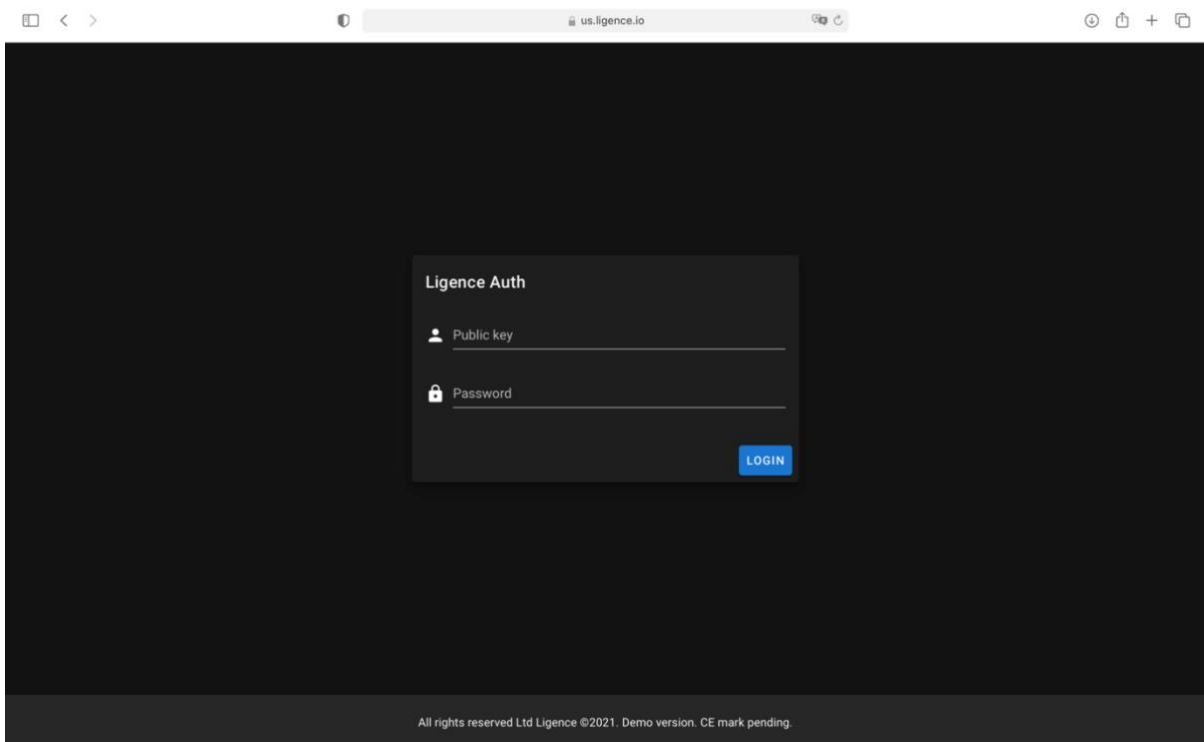 us.ligence.io
Ligence Auth
Public key
Password
LOGIN
All rights reserved Ltd Ligence ©2021. Demo version. CE mark pending.